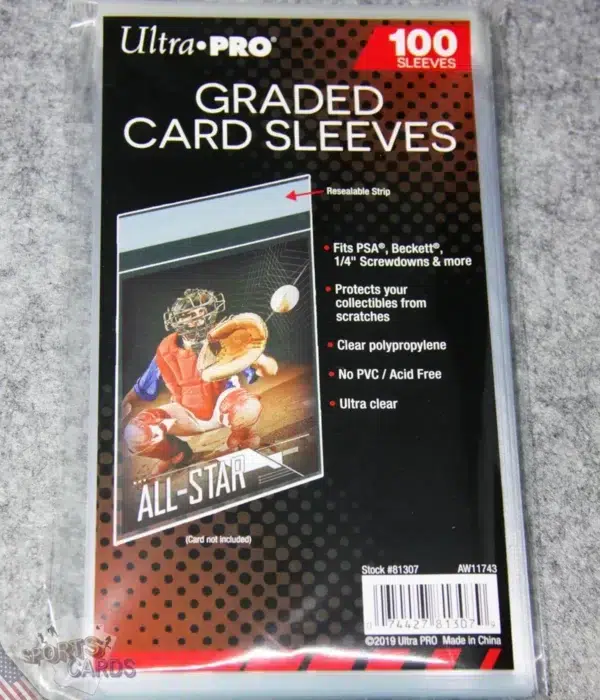 Ultra•PRO®
100
SLEEVES
GRADED
CARD SLEEVES
Resealable Strip
• Fits PSA®, Beckett®,
1/4" Screwdowns & more
• Protects your
collectibles from
scratches
• Clear polypropylene
• No PVC / Acid Free
• Ultra clear
ALL-STAR
(Card not included)
Stock #81307
AW11743
0 74427 81307 9
©2019 Ultra PRO Made in China
SPORTS
CARDS